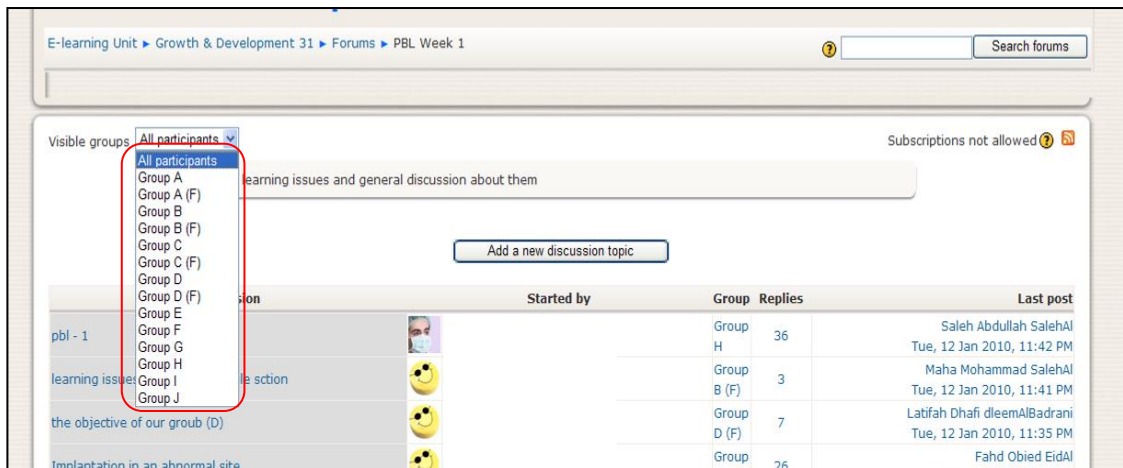 E-learning Unit ► Growth & Development 31 ► Forums ► PBL Week 1
Search forums
Visible groups All participants
Subscriptions not allowed
All participants
Group A
Group A (F)
Group B
Group B (F)
Group C
Group C (F)
Group D
Group D (F)
Group E
Group F
Group G
Group H
Group I
Group J
learning issues and general discussion about them
Add a new discussion topic
Started by Group Replies Last post
pbl - 1
Group H
36
Saleh Abdullah SalehAl
Tue, 12 Jan 2010, 11:42 PM
learning issues
sction
Group B (F)
3
Maha Mohammad SalehAl
Tue, 12 Jan 2010, 11:41 PM
the objective of our groub (D)
Group D (F)
7
Latifah Dhafi dleemAlBadrani
Tue, 12 Jan 2010, 11:35 PM
Implantation in an abnormal site
Group
26
Fahd Obied EidAl